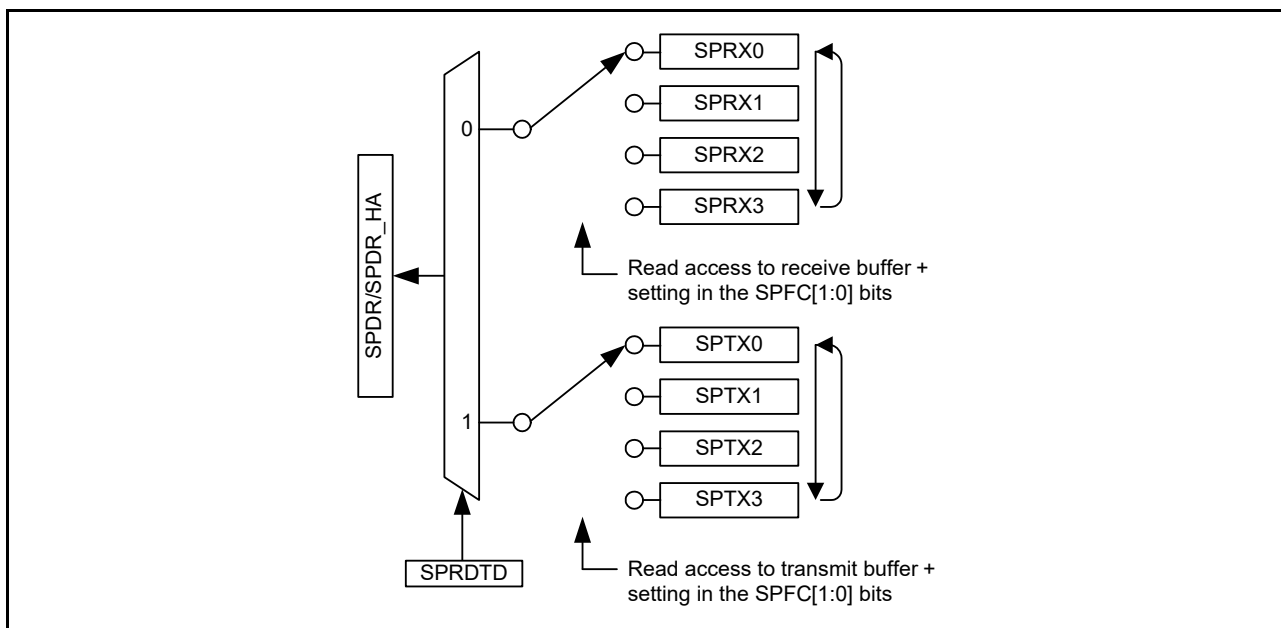 SPRX0
SPRX1
0
SPRX2
SPRX3
SPDR/SPDR_HA
Read access to receive buffer +
setting in the SPFC[1:0] bits
SPTX0
SPTX1
1
SPTX2
SPTX3
SPRDTD
Read access to transmit buffer +
setting in the SPFC[1:0] bits